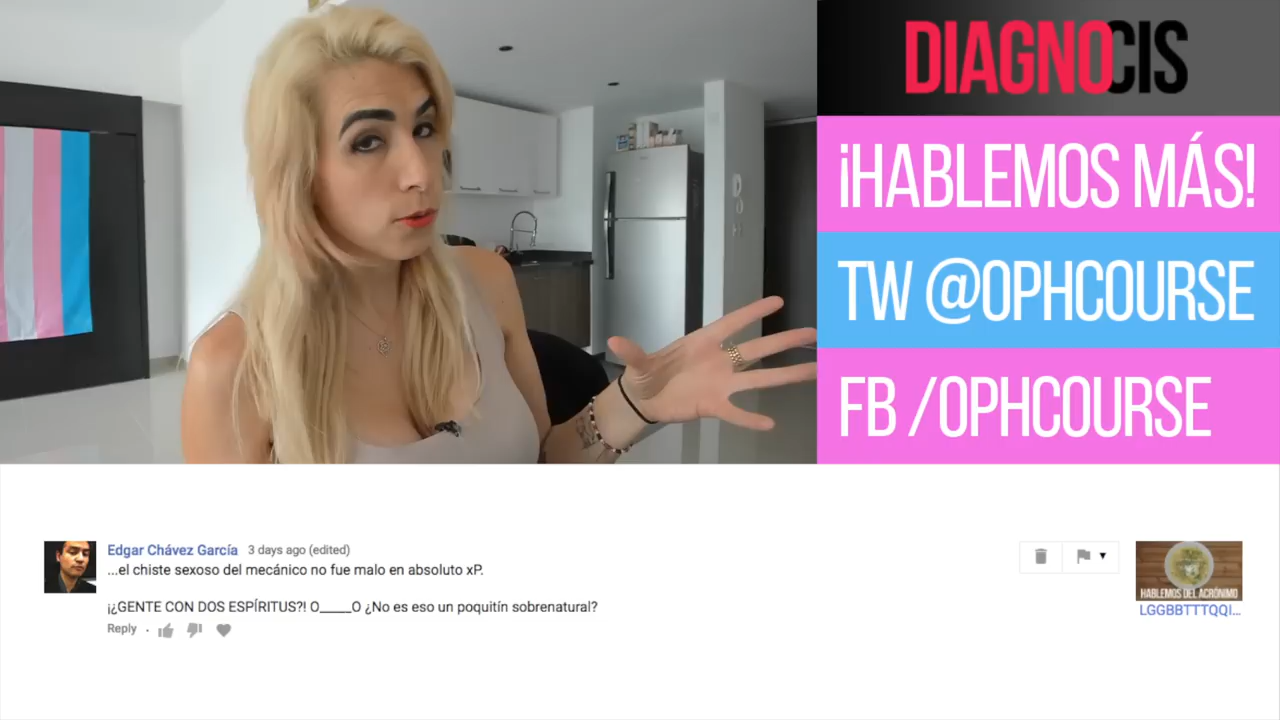 DIAGNOCIS
¡HABLEMOS MÁS!
TW @OPHCOURSE
FB /OPHCOURSE
Edgar Chávez García 3 days ago (edited)
...el chiste sexoso del mecánico no fue malo en absoluto xP.
¡¿GENTE CON DOS ESPÍRITUS?! O_____O ¿No es eso un poquitín sobrenatural?
Reply ·
HABLEMOS DEL ACRÓNIMO
LGGBBTTTQQI...